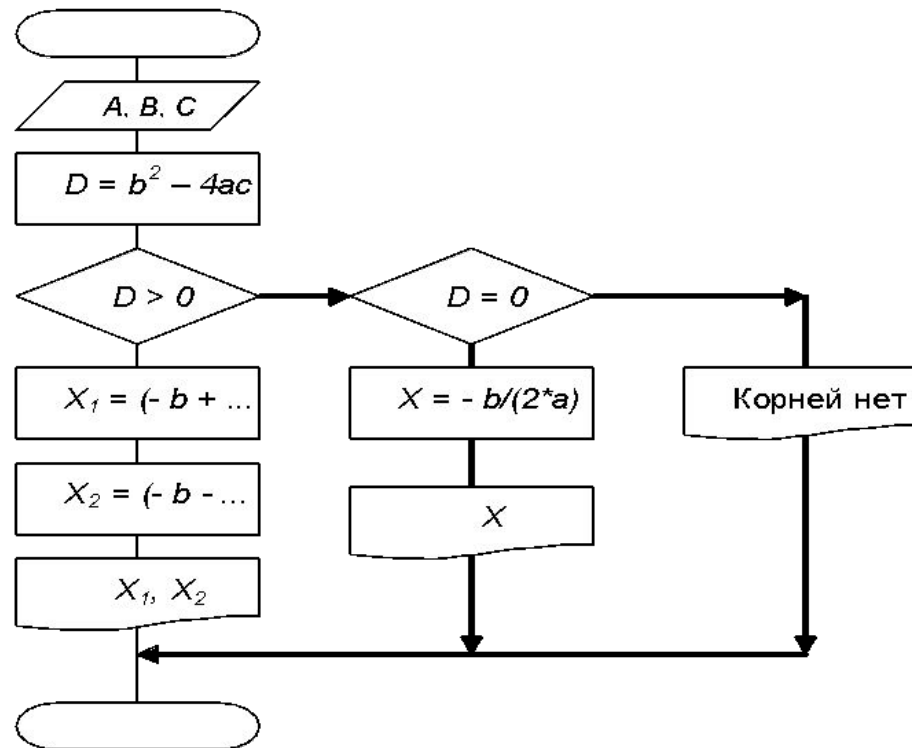 A, B, C
D = b² – 4ac
D > 0
D = 0
X₁ = (- b + ...
X = - b/(2*a)
Корней нет
X₂ = (- b - ...
X
X₁, X₂